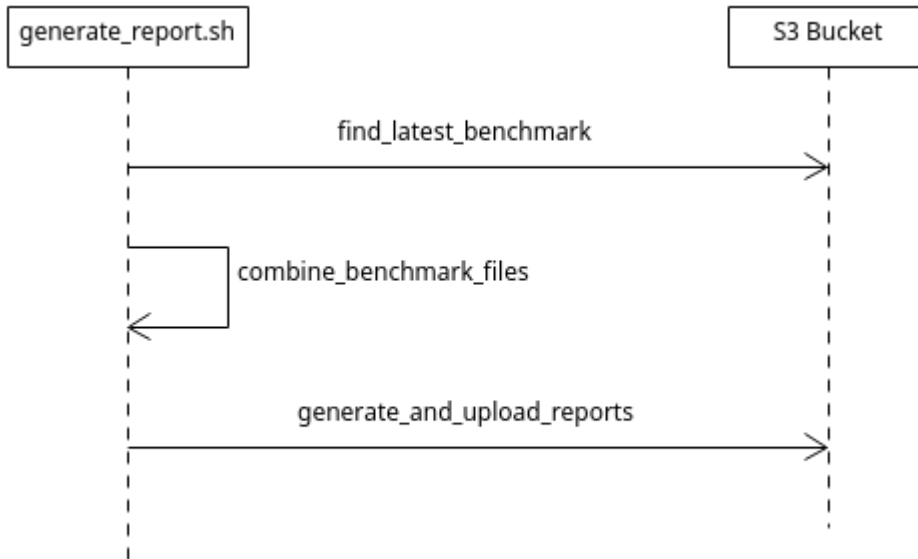 generate_report.sh
S3 Bucket
find_latest_benchmark
combine_benchmark_files
generate_and_upload_reports